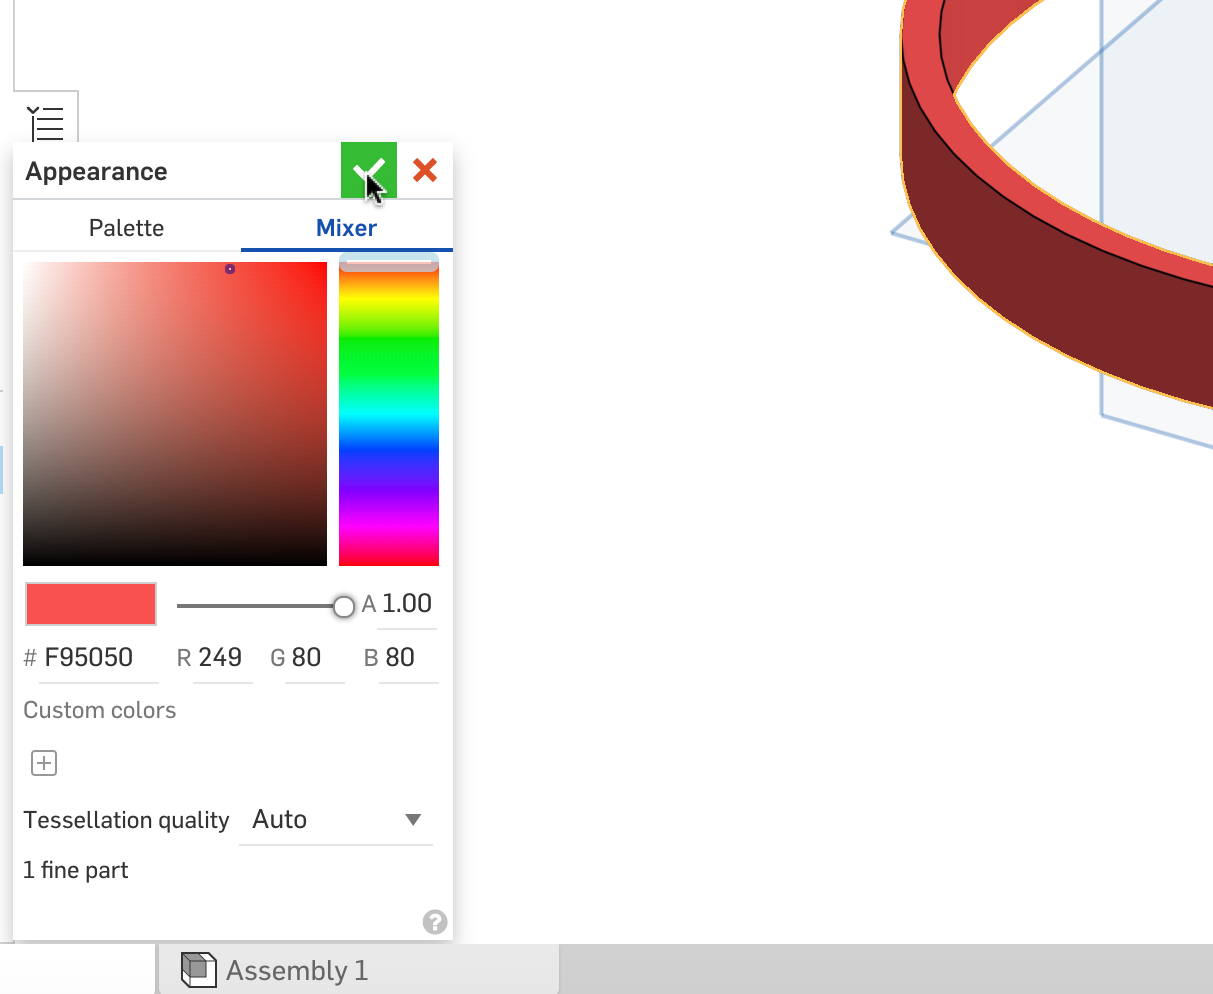 Appearance
Palette Mixer
A 1.00
# F95050 R 249 G 80 B 80
Custom colors
Tessellation quality Auto
1 fine part
?
Assembly 1